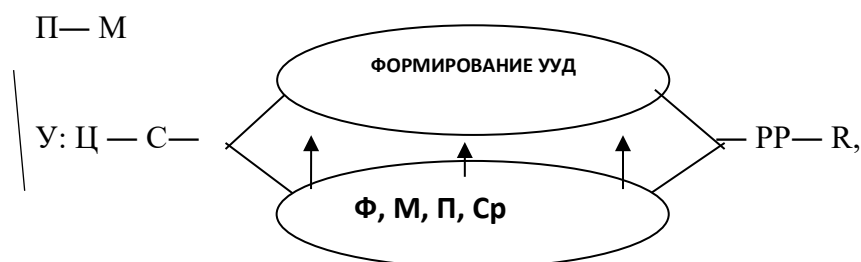 П— М
ФОРМИРОВАНИЕ УУД
У: Ц — С— — РР— R,
Ф, М, П, Ср